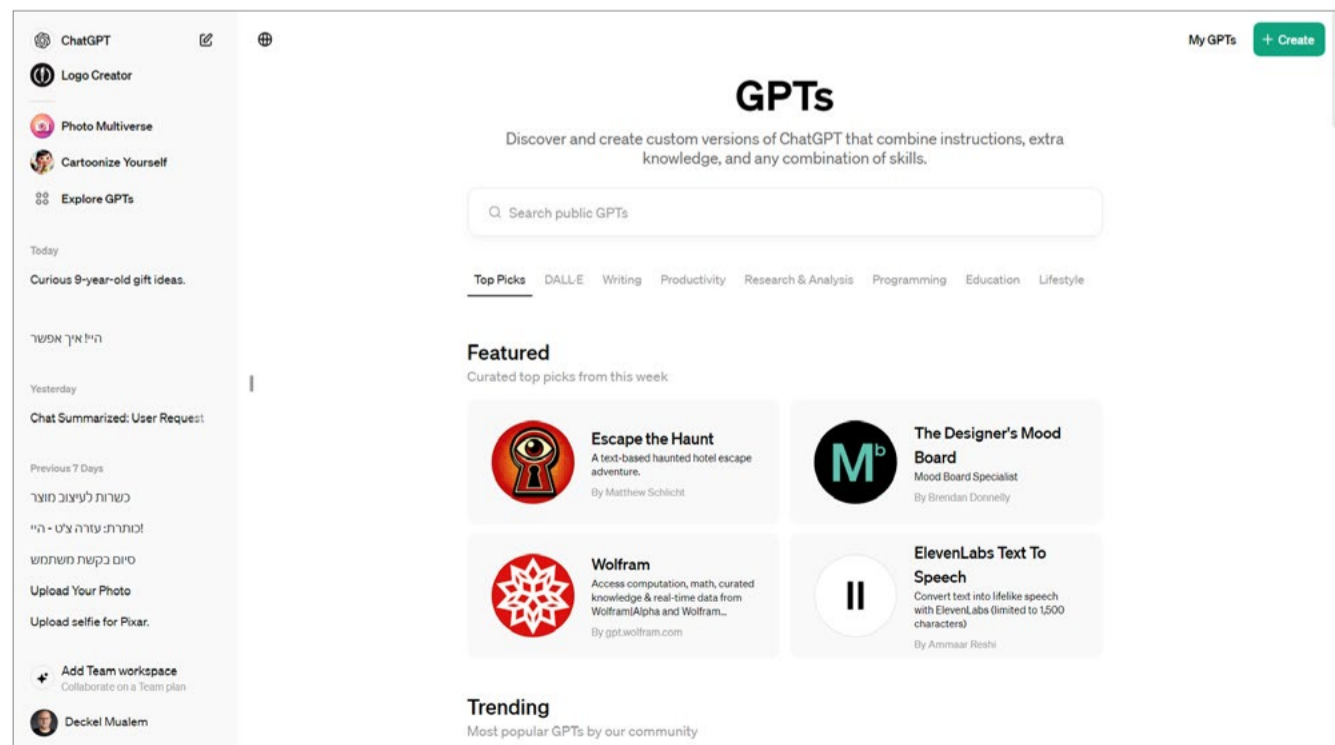 ChatGPT
Logo Creator
Photo Multiverse
Cartoonize Yourself
Explore GPTs
Today
Curious 9-year-old gift ideas.
היי! איך אפשר
Yesterday
Chat Summarized: User Request
Previous 7 Days
כשרות לעיצוב מוצר
כותרת: עזרה צ'ט - היי!
סיום בקשת משתמש
Upload Your Photo
Upload selfie for Pixar.
Add Team workspace
Collaborate on a Team plan
Deckel Mualem
My GPTs
+ Create
GPTs
Discover and create custom versions of ChatGPT that combine instructions, extra
knowledge, and any combination of skills.
Search public GPTs
Top Picks DALL·E Writing Productivity Research & Analysis Programming Education Lifestyle
Featured
Curated top picks from this week
Escape the Haunt
A text-based haunted hotel escape
adventure.
By Matthew Schlicht
Mb
The Designer's Mood
Board
Mood Board Specialist
By Brendan Donnelly
Wolfram
Access computation, math, curated
knowledge & real-time data from
Wolfram|Alpha and Wolfram...
By gpt.wolfram.com
ElevenLabs Text To
Speech
Convert text into lifelike speech
with ElevenLabs (limited to 1,500
characters)
By Ammaar Reshi
Trending
Most popular GPTs by our community